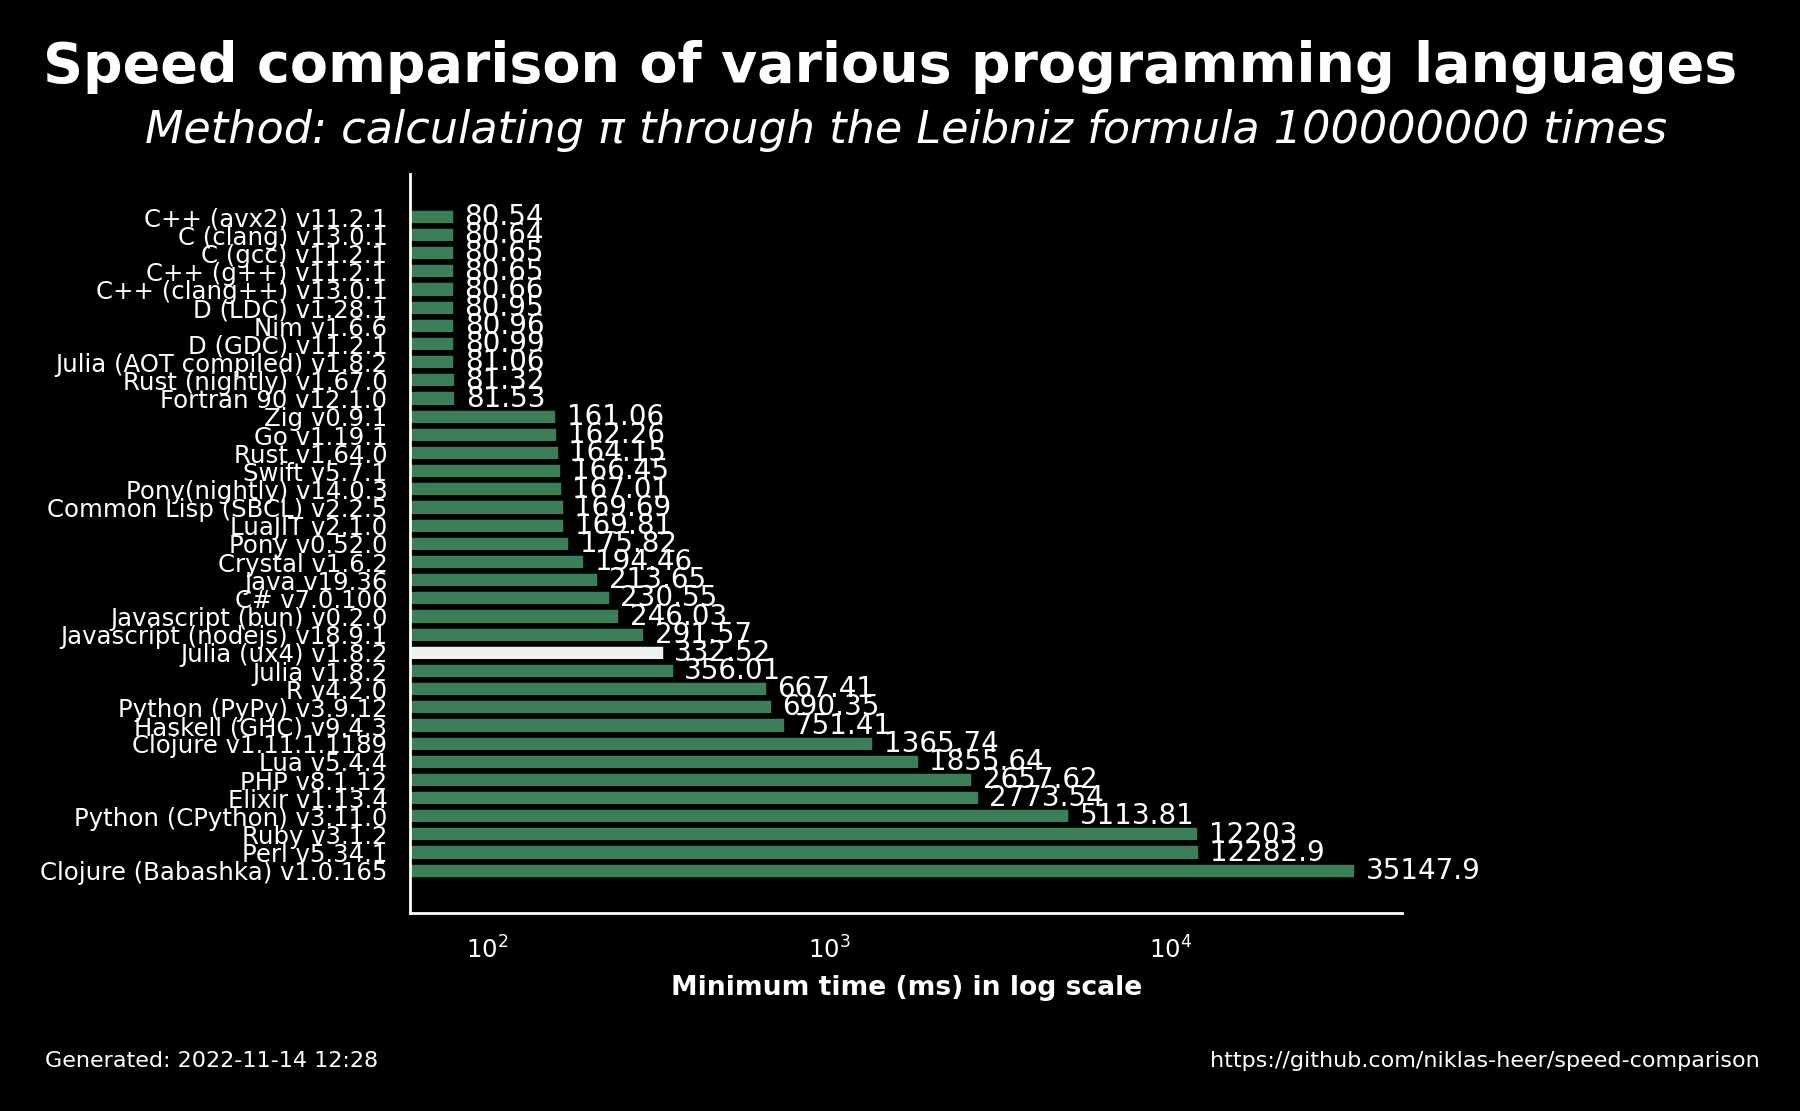 Speed comparison of various programming languages
Method: calculating π through the Leibniz formula 100000000 times
C++ (avx2) v11.2.1 80.54
C (clang) v13.0.1 80.64
C (gcc) v11.2.1 80.65
C++ (g++) v11.2.1 80.65
C++ (clang++) v13.0.1 80.66
D (LDC) v1.28.1 80.95
Nim v1.6.6 80.96
D (GDC) v11.2.1 80.99
Julia (AOT compiled) v1.8.2 81.06
Rust (nightly) v1.67.0 81.32
Fortran 90 v12.1.0 81.53
Zig v0.9.1 161.06
Go v1.19.1 162.26
Rust v1.64.0 164.15
Swift v5.7.1 166.45
Pony(nightly) v14.0.3 167.01
Common Lisp (SBCL) v2.2.5 169.69
LuaJIT v2.1.0 169.81
Pony v0.52.0 175.82
Crystal v1.6.2 194.46
Java v19.36 213.65
C# v7.0.100 230.55
Javascript (bun) v0.2.0 246.03
Javascript (nodejs) v18.9.1 291.57
Julia (ux4) v1.8.2 332.52
Julia v1.8.2 356.01
R v4.2.0 667.41
Python (PyPy) v3.9.12 690.35
Haskell (GHC) v9.4.3 751.41
Clojure v1.11.1.1189 1365.74
Lua v5.4.4 1855.64
PHP v8.1.12 2657.62
Elixir v1.13.4 2773.54
Python (CPython) v3.11.0 5113.81
Ruby v3.1.2 12203
Perl v5.34.1 12282.9
Clojure (Babashka) v1.0.165 35147.9
10² 10³ 10⁴
Minimum time (ms) in log scale
Generated: 2022-11-14 12:28
https://github.com/niklas-heer/speed-comparison